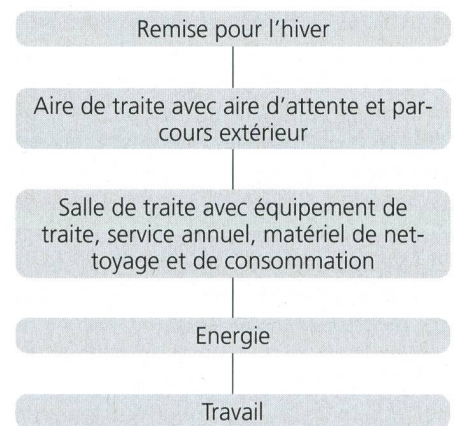 Remise pour l'hiver
Aire de traite avec aire d'attente et par-
cours extérieur
Salle de traite avec équipement de
traite, service annuel, matériel de net-
toyage et de consommation
Energie
Travail